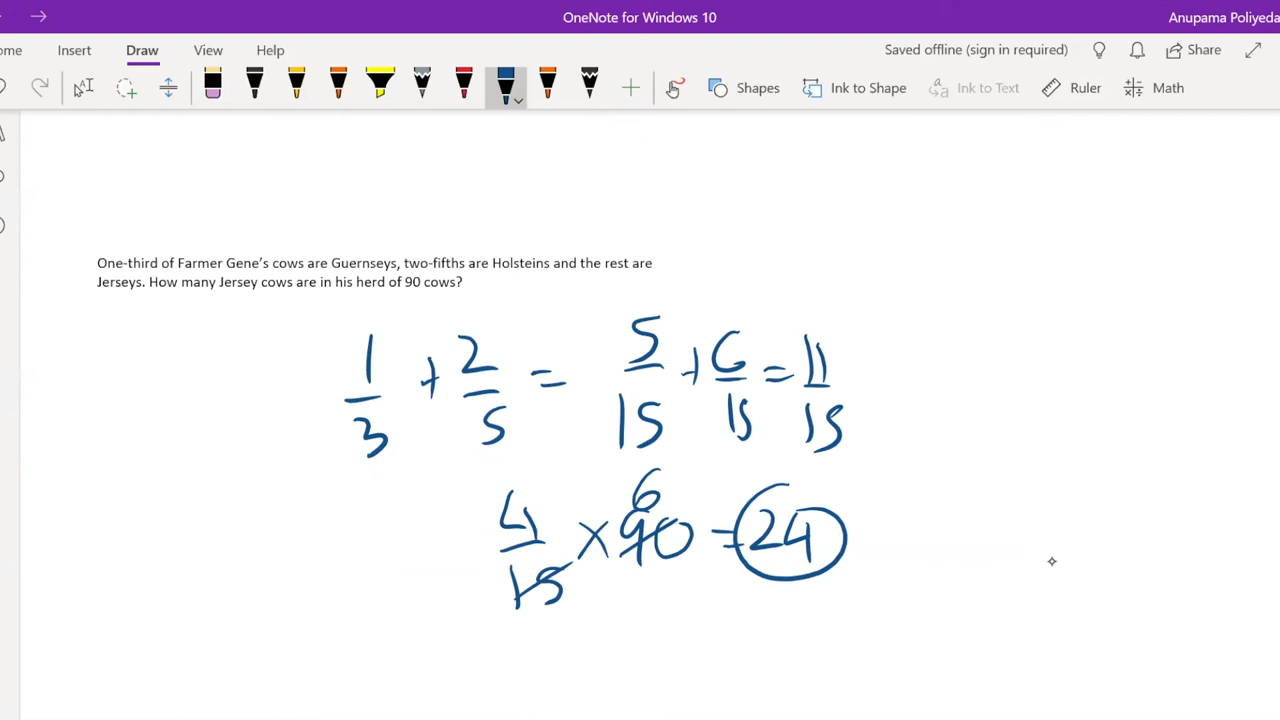 OneNote for Windows 10
Anupama Poliyeda
ome Insert Draw View Help Saved offline (sign in required) Share
Shapes Ink to Shape Ink to Text Ruler Math
One-third of Farmer Gene's cows are Guernseys, two-fifths are Holsteins and the rest are
Jerseys. How many Jersey cows are in his herd of 90 cows?
1/3 + 2/5 = 5/15 + 6/15 = 11/15
6
4/15 × 90 = 24